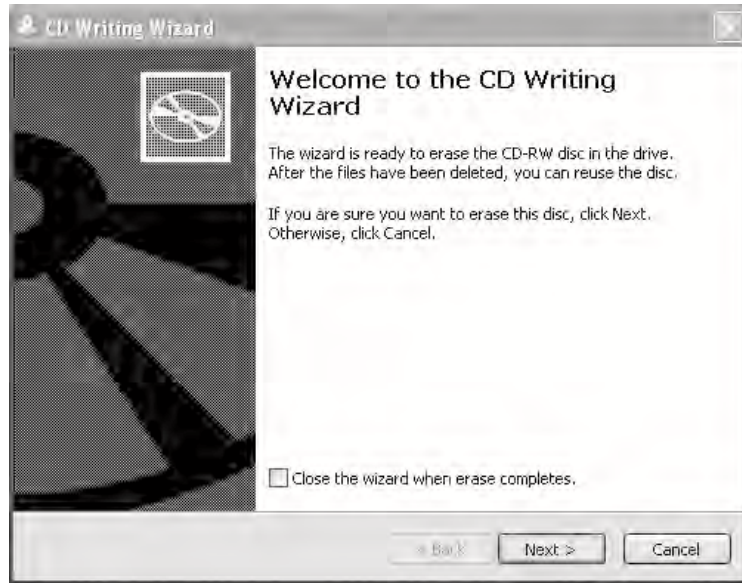 CD Writing Wizard
Welcome to the CD Writing
Wizard
The wizard is ready to erase the CD-RW disc in the drive.
After the files have been deleted, you can reuse the disc.
If you are sure you want to erase this disc, click Next.
Otherwise, click Cancel.
Close the wizard when erase completes.
< Back Next > Cancel